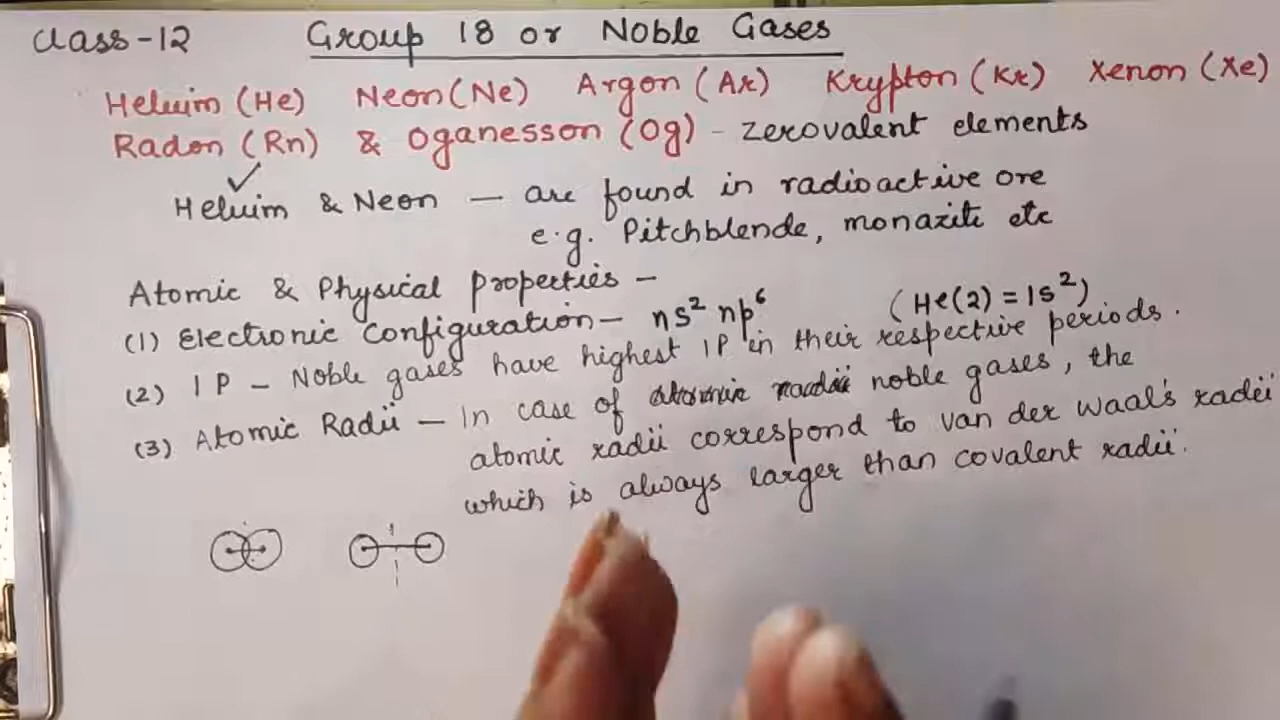 Class-12
Group 18 or Noble Gases
Heluim (He) Neon (Ne) Argon (Ar) Krypton (Kr) Xenon (Xe)
Radon (Rn) & Oganesson (Og) - zerovalent elements
Heluim & Neon — are found in radioactive ore
e.g. Pitchblende, monazite etc
Atomic & Physical properties —
(1) Electronic Configuration — ns² np⁶ (He(2) = 1s²)
(2) IP — Noble gases have highest IP in their respective periods.
(3) Atomic Radii — In case of atomic radii noble gases, the
atomic radii correspond to van der Waal's radii
which is always larger than covalent radii.